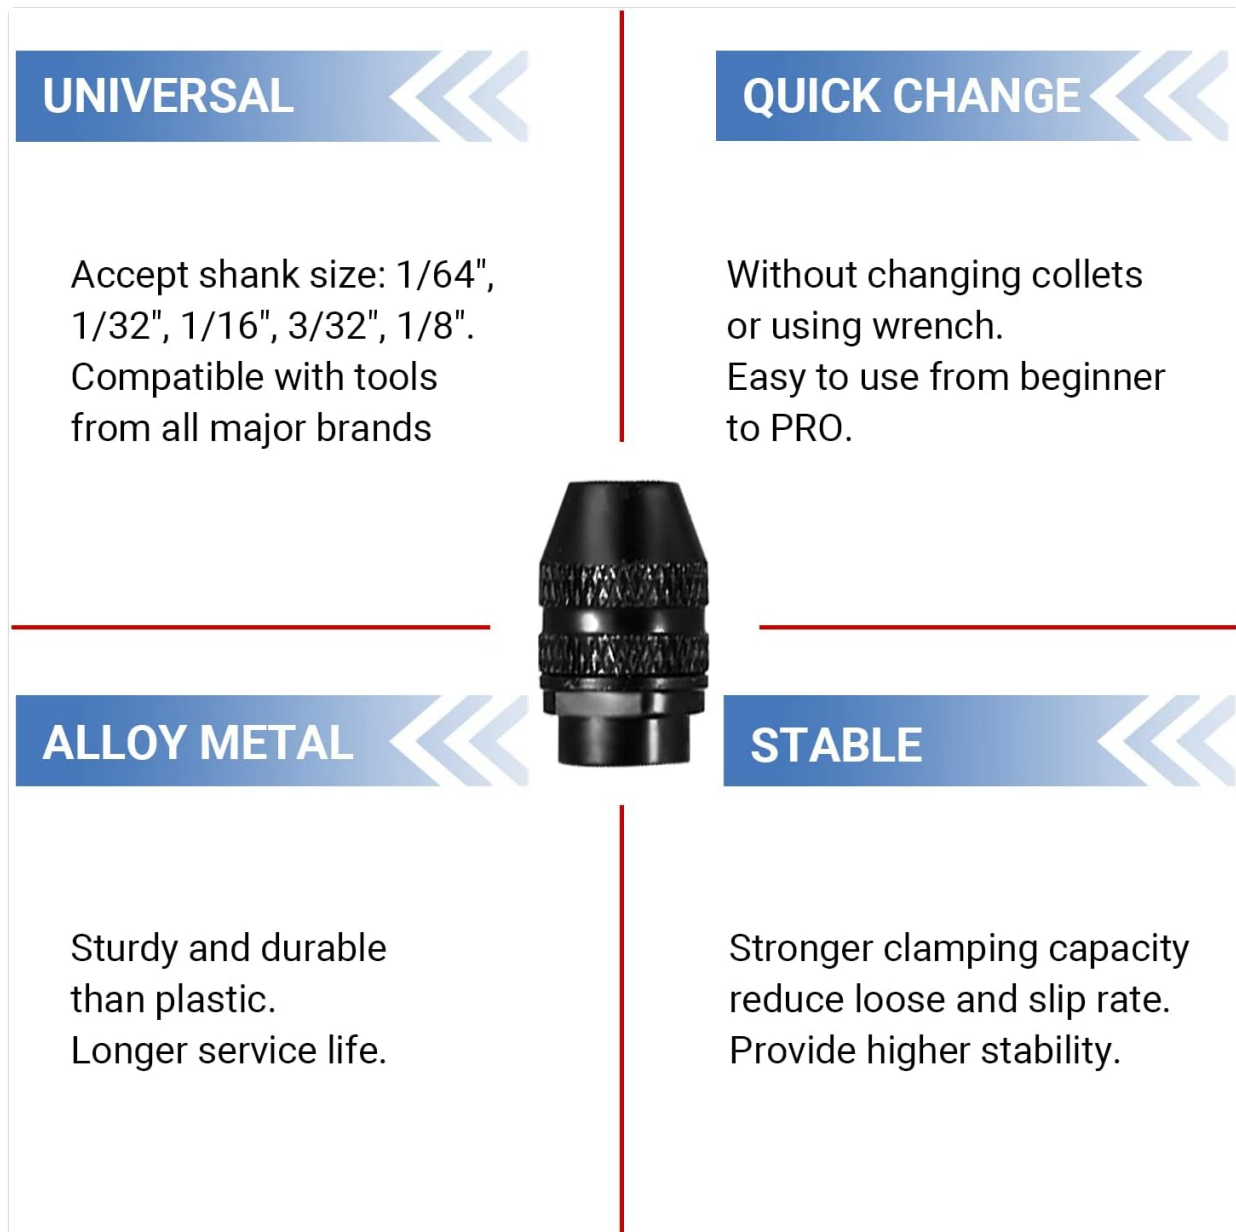 UNIVERSAL
Accept shank size: 1/64",
1/32", 1/16", 3/32", 1/8".
Compatible with tools
from all major brands
QUICK CHANGE
Without changing collets
or using wrench.
Easy to use from beginner
to PRO.
ALLOY METAL
Sturdy and durable
than plastic.
Longer service life.
STABLE
Stronger clamping capacity
reduce loose and slip rate.
Provide higher stability.